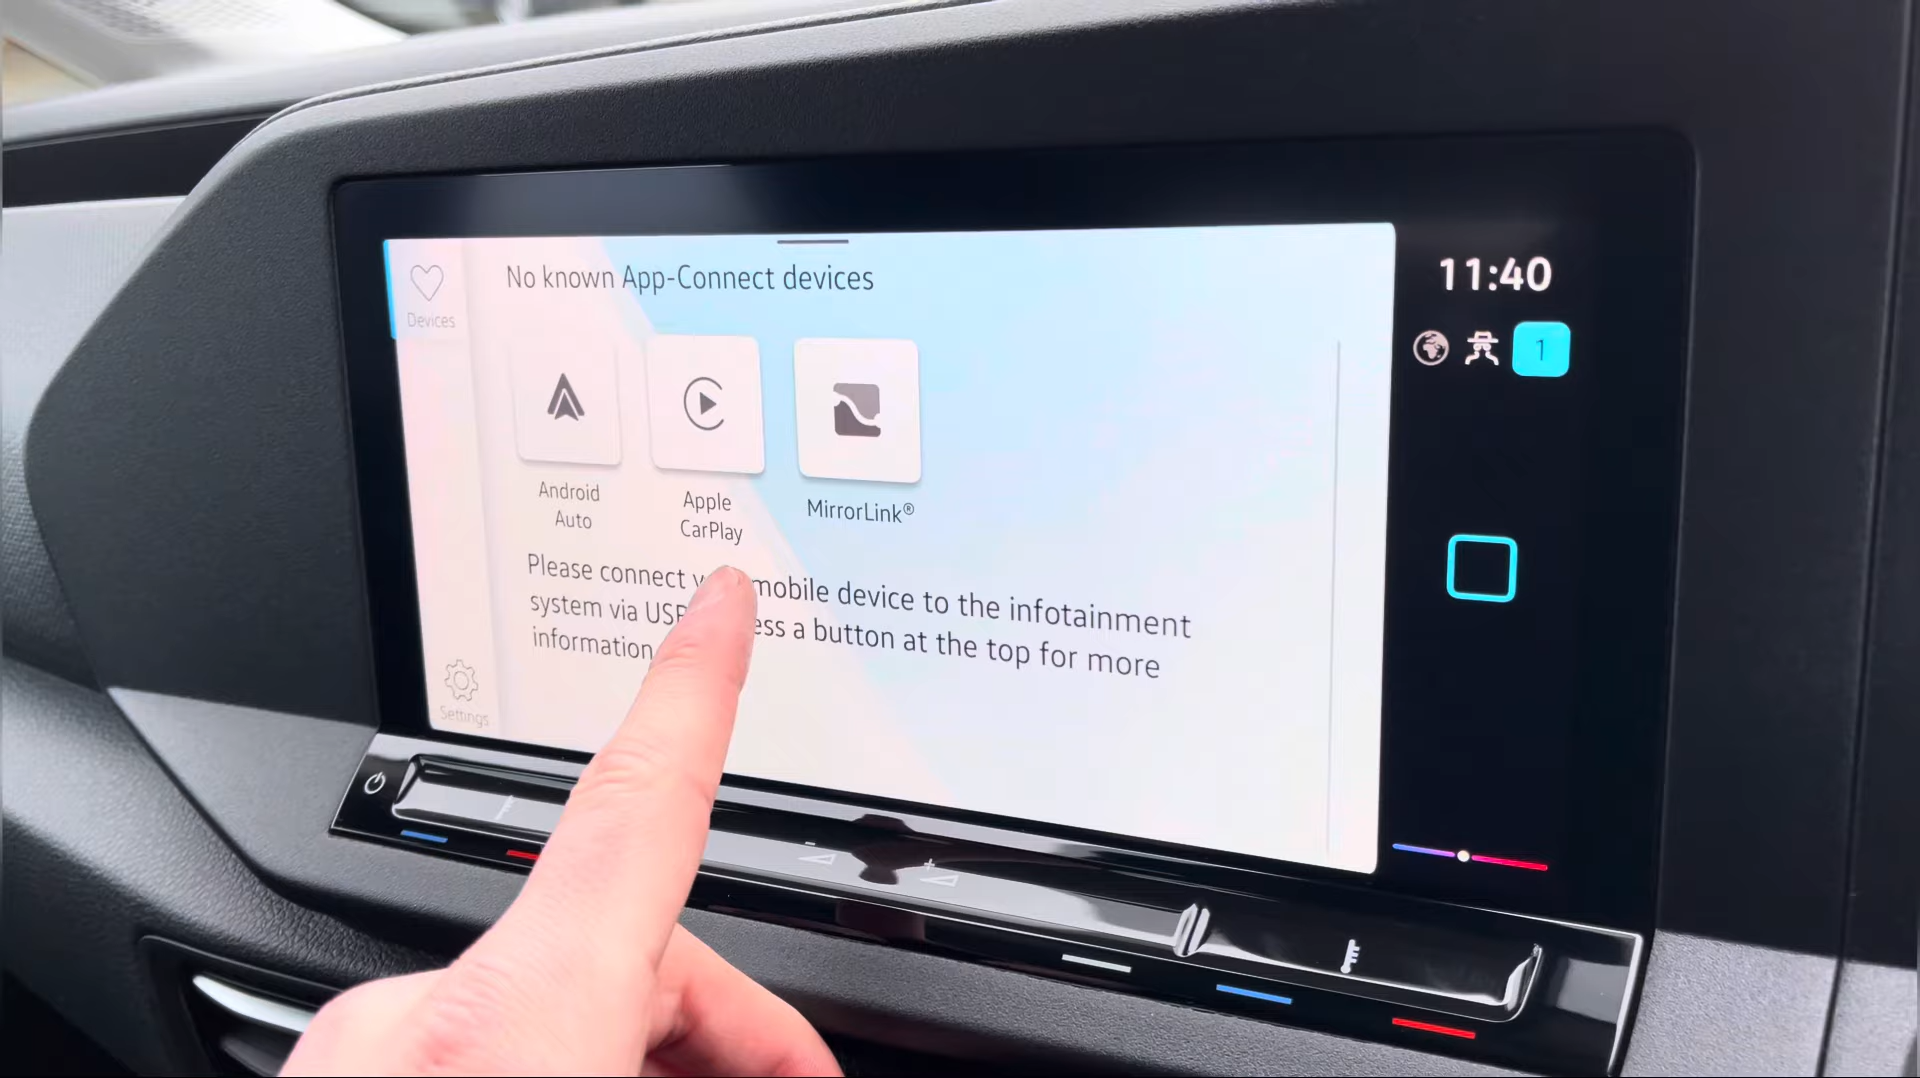 No known App-Connect devices
11:40
Devices
1
Android
Auto
Apple
CarPlay
MirrorLink®
Please connect mobile device to the infotainment
system via a button at the top for more
information
Settings